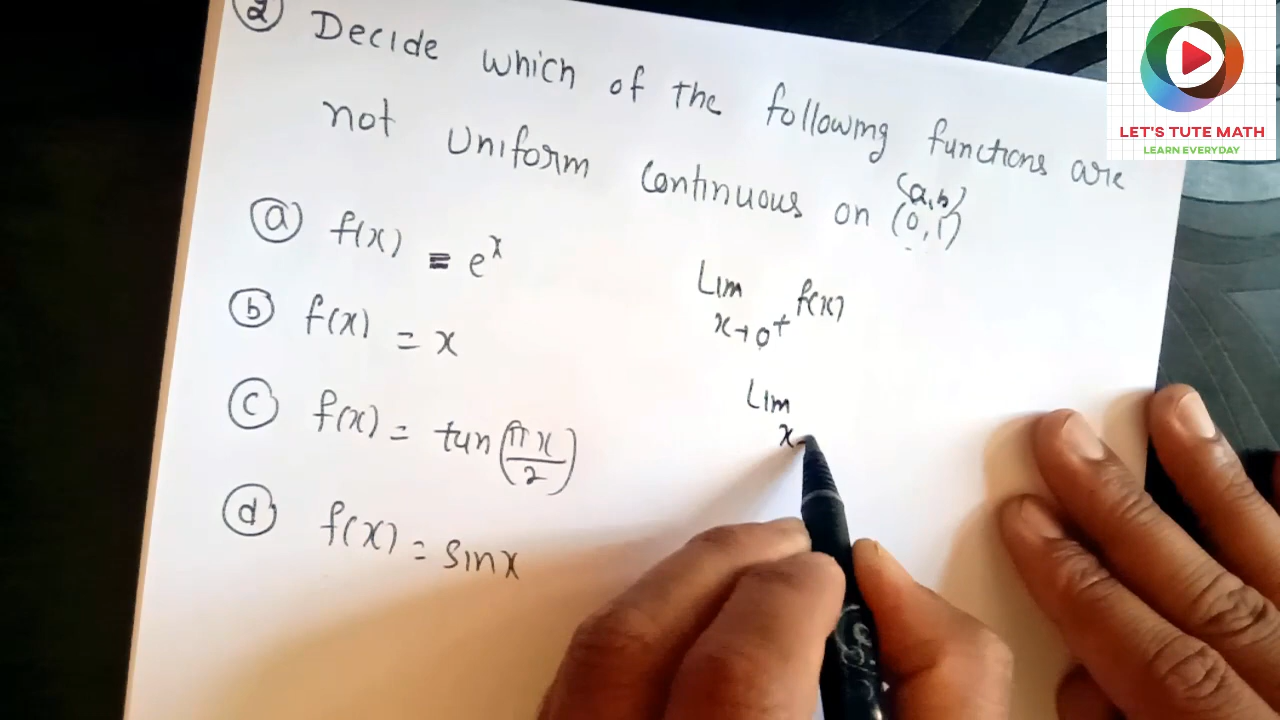 ② Decide which of the following functions are
not uniform continuous on (0,1)
(a,b)
ⓐ f(x) = e^x
ⓑ f(x) = x
ⓒ f(x) = tan(πx/2)
ⓓ f(x) = sinx
Lim f(x)
x→0+
Lim
x
LET'S TUTE MATH
LEARN EVERYDAY